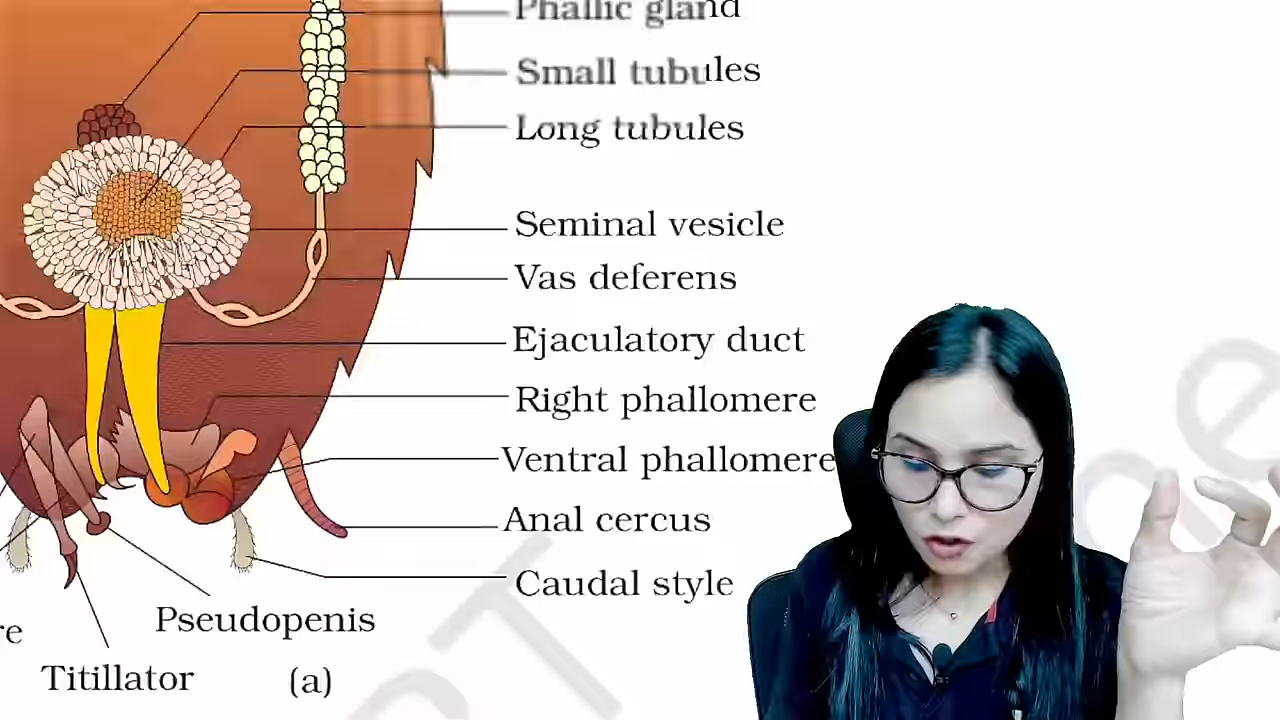 Phallic gland
Small tubules
Long tubules
Seminal vesicle
Vas deferens
Ejaculatory duct
Right phallomere
Ventral phallomere
Anal cercus
Caudal style
Pseudopenis
re
Titillator
(a)